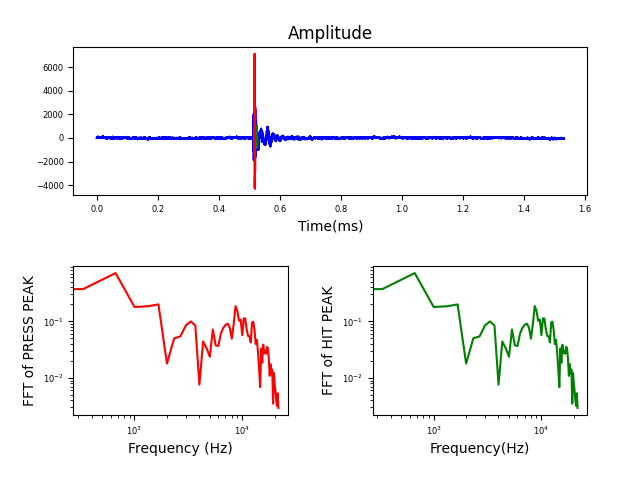 Amplitude
6000
4000
2000
0
−2000
−4000
0.0 0.2 0.4 0.6 0.8 1.0 1.2 1.4 1.6
Time(ms)
FFT of PRESS PEAK
10⁻¹
10⁻²
10³ 10⁴
Frequency (Hz)
FFT of HIT PEAK
10⁻¹
10⁻²
10³ 10⁴
Frequency(Hz)